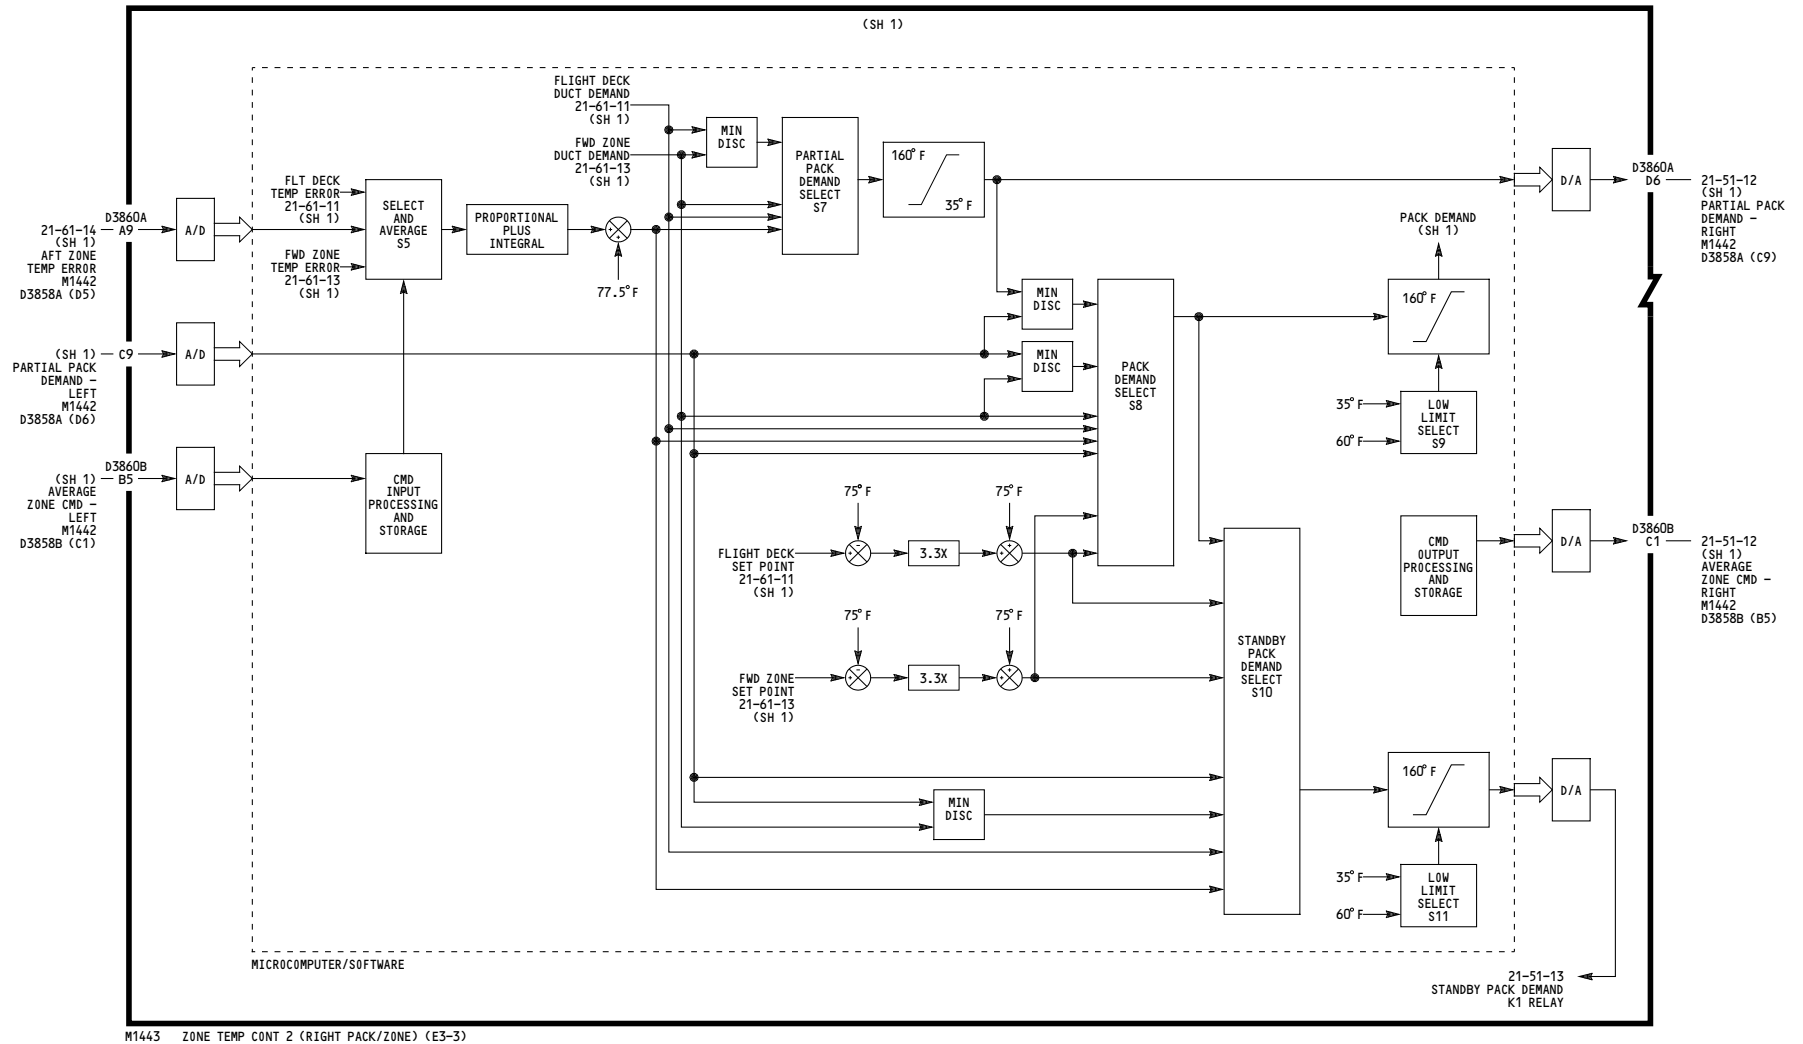 (SH 1)
FLIGHT DECK
DUCT DEMAND
21-61-11
(SH 1)
FWD ZONE
DUCT DEMAND
21-61-13
(SH 1)
MIN
DISC
PARTIAL
PACK
DEMAND
SELECT
S7
160°F
35°F
D/A
D3860A
D6
21-51-12
(SH 1)
PARTIAL PACK
DEMAND -
RIGHT
M1442
D3858A (C9)
FLT DECK
TEMP ERROR
21-61-11
(SH 1)
FWD ZONE
TEMP ERROR
21-61-13
(SH 1)
D3860A
A9
21-61-14
(SH 1)
AFT ZONE
TEMP ERROR
M1442
D3858A (D5)
A/D
SELECT
AND
AVERAGE
S5
PROPORTIONAL
PLUS
INTEGRAL
+
+
77.5°F
PACK DEMAND
(SH 1)
160°F
MIN
DISC
MIN
DISC
(SH 1)
C9
PARTIAL PACK
DEMAND -
LEFT
M1442
D3858A (D6)
A/D
PACK
DEMAND
SELECT
S8
35°F
60°F
LOW
LIMIT
SELECT
S9
D3860B
B5
(SH 1)
AVERAGE
ZONE CMD -
LEFT
M1442
D3858B (C1)
A/D
CMD
INPUT
PROCESSING
AND
STORAGE
75°F
75°F
FLIGHT DECK
SET POINT
21-61-11
(SH 1)
+
-
3.3X
+
+
CMD
OUTPUT
PROCESSING
AND
STORAGE
D/A
D3860B
C1
21-51-12
(SH 1)
AVERAGE
ZONE CMD -
RIGHT
M1442
D3858B (B5)
75°F
75°F
FWD ZONE
SET POINT
21-61-13
(SH 1)
+
-
3.3X
+
+
STANDBY
PACK
DEMAND
SELECT
S10
MIN
DISC
160°F
D/A
35°F
60°F
LOW
LIMIT
SELECT
S11
MICROCOMPUTER/SOFTWARE
21-51-13
STANDBY PACK DEMAND
K1 RELAY
M1443 ZONE TEMP CONT 2 (RIGHT PACK/ZONE) (E3-3)